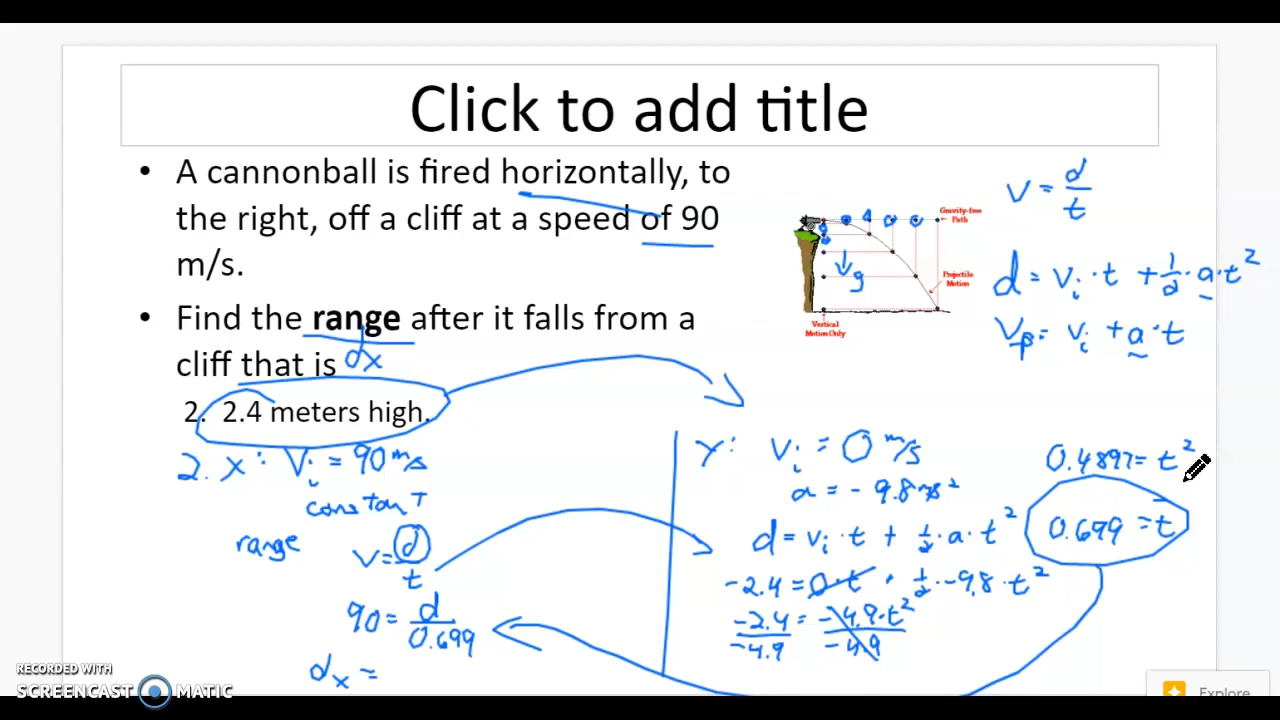 Click to add title
• A cannonball is fired horizontally, to
the right, off a cliff at a speed of 90
m/s.
• Find the range after it falls from a
cliff that is
dx
2. 2.4 meters high.
Gravity-free
Path
Projectile
Motion
Vertical
Motion Only
g
v = d/t
d = vi · t + 1/2 · a · t²
vf = vi + a · t
2. x: vi = 90 m/s
constant
range
v = d/t
90 = d/0.699
dx =
y: vi = 0 m/s
a = -9.8 m/s²
d = vi · t + 1/2 · a · t²
-2.4 = 0·t + 1/2 · -9.8 · t²
-2.4 = -4.9 · t²
-4.9 -4.9
0.4897 = t²
0.699 = t
RECORDED WITH
SCREENCAST MATIC
Explore